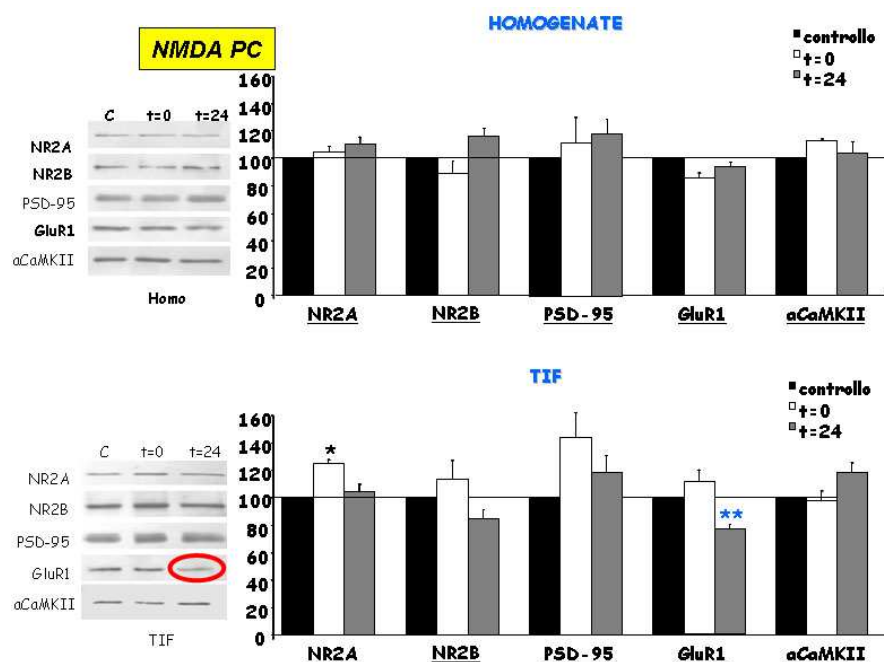 HOMOGENATE
NMDA PC
controllo
t=0
t=24
C t=0 t=24
NR2A
NR2B
PSD-95
GluR1
aCaMKII
Homo
160
140
120
100
80
60
40
20
0
NR2A NR2B PSD-95 GluR1 aCaMKII
TIF
controllo
t=0
t=24
C t=0 t=24
NR2A
NR2B
PSD-95
GluR1
aCaMKII
TIF
160
140
120
100
80
60
40
20
0
*
**
NR2A NR2B PSD-95 GluR1 aCaMKII